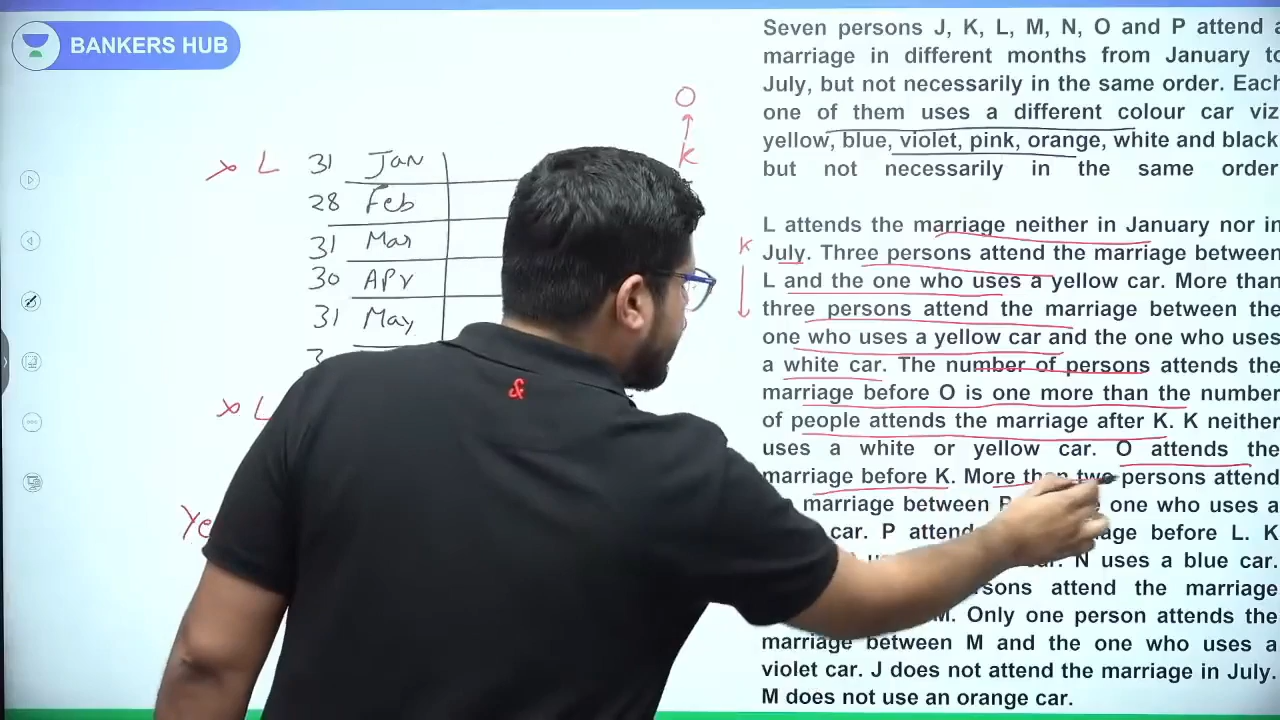 BANKERS HUB
Seven persons J, K, L, M, N, O and P attend a
marriage in different months from January to
July, but not necessarily in the same order. Each
one of them uses a different colour car viz
yellow, blue, violet, pink, orange, white and black
but not necessarily in the same order
L attends the marriage neither in January nor in
July. Three persons attend the marriage between
L and the one who uses a yellow car. More than
three persons attend the marriage between the
one who uses a yellow car and the one who uses
a white car. The number of persons attends the
marriage before O is one more than the number
of people attends the marriage after K. K neither
uses a white or yellow car. O attends the
marriage before K. More than two persons attend
marriage between P one who uses a
car. P attend before L. K
car. N uses a blue car.
attend the marriage
M. Only one person attends the
marriage between M and the one who uses a
violet car. J does not attend the marriage in July.
M does not use an orange car.
O
K
K
x L 31 Jan
28 Feb
31 Mar
30 APr
31 May
3
x L
Ye
&